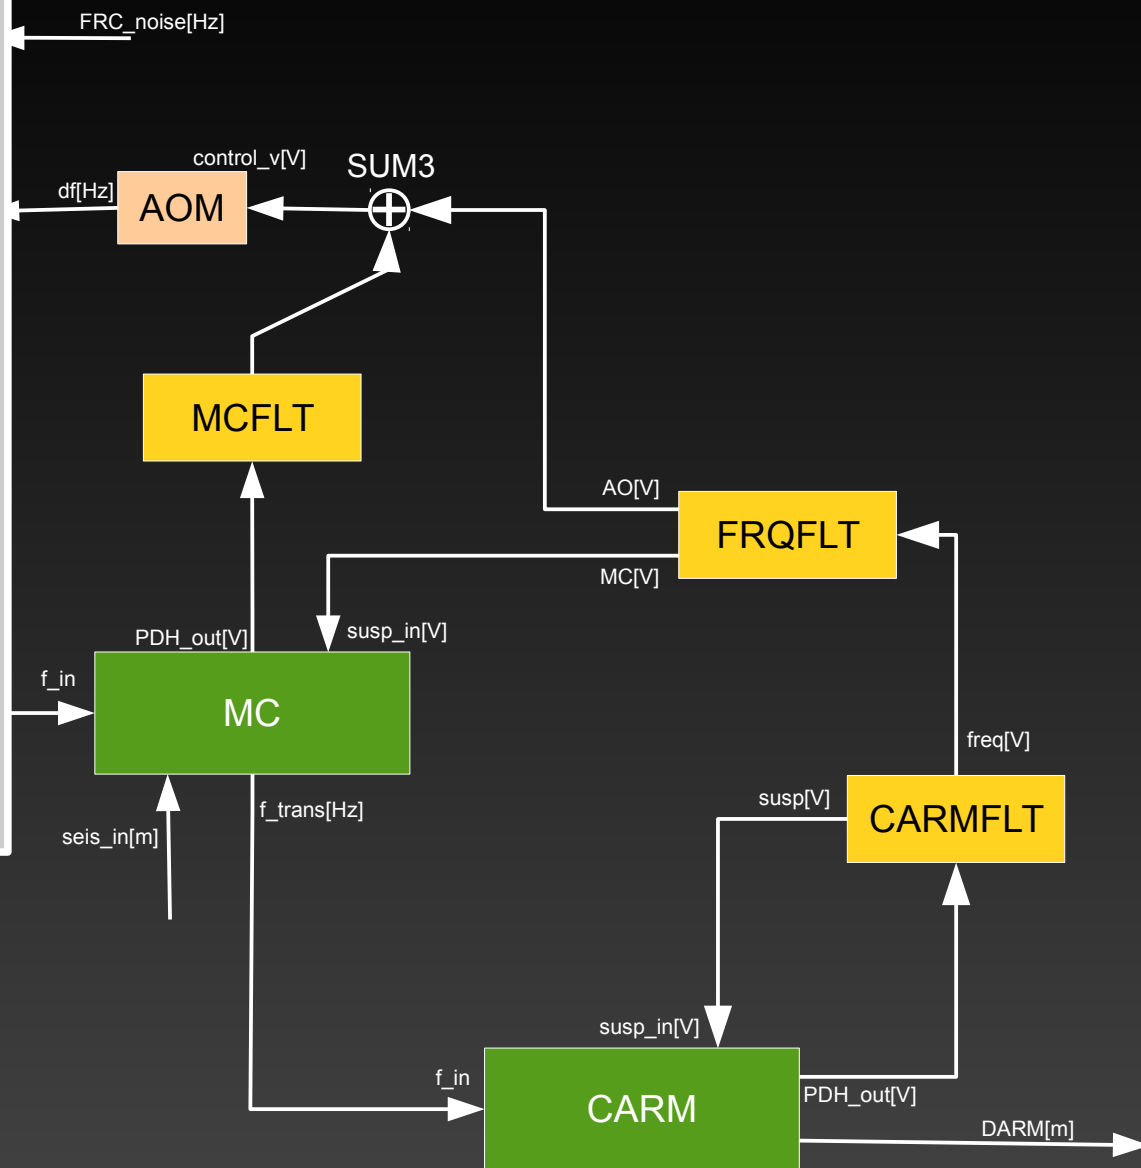 FRC_noise[Hz]
control_v[V]
SUM3
df[Hz]
AOM
MCFLT
AO[V]
FRQFLT
MC[V]
PDH_out[V]
susp_in[V]
f_in
MC
freq[V]
susp[V]
f_trans[Hz]
CARMFLT
seis_in[m]
susp_in[V]
f_in
CARM
PDH_out[V]
DARM[m]